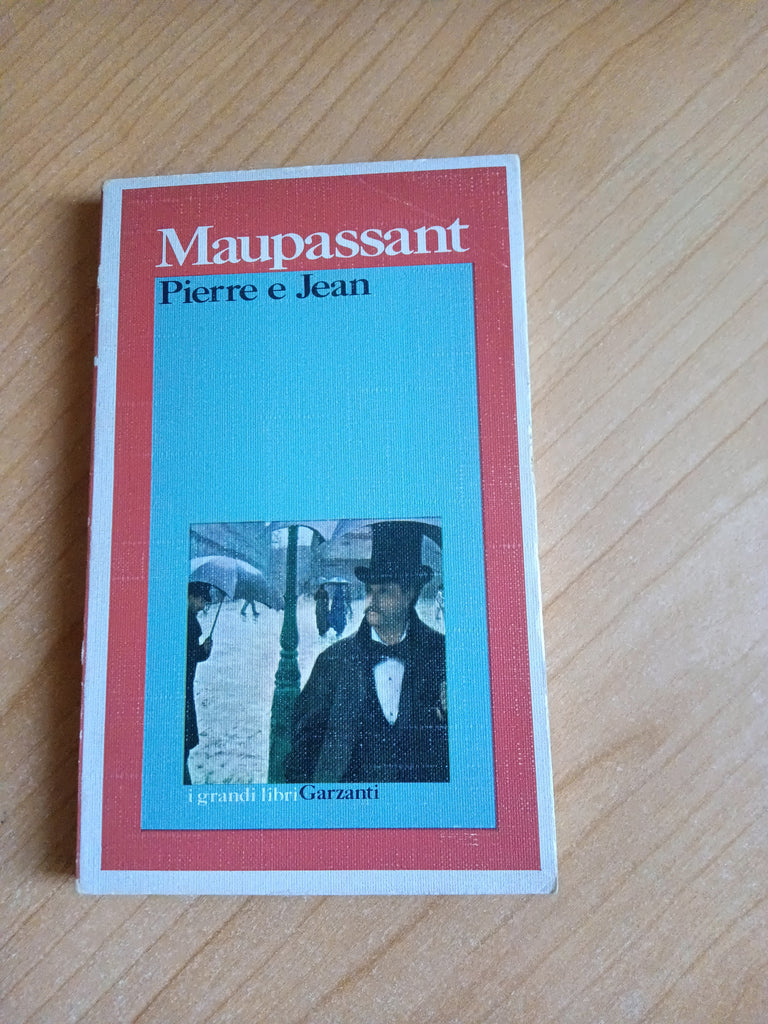 Maupassant
Pierre e Jean
i grandi libri Garzanti